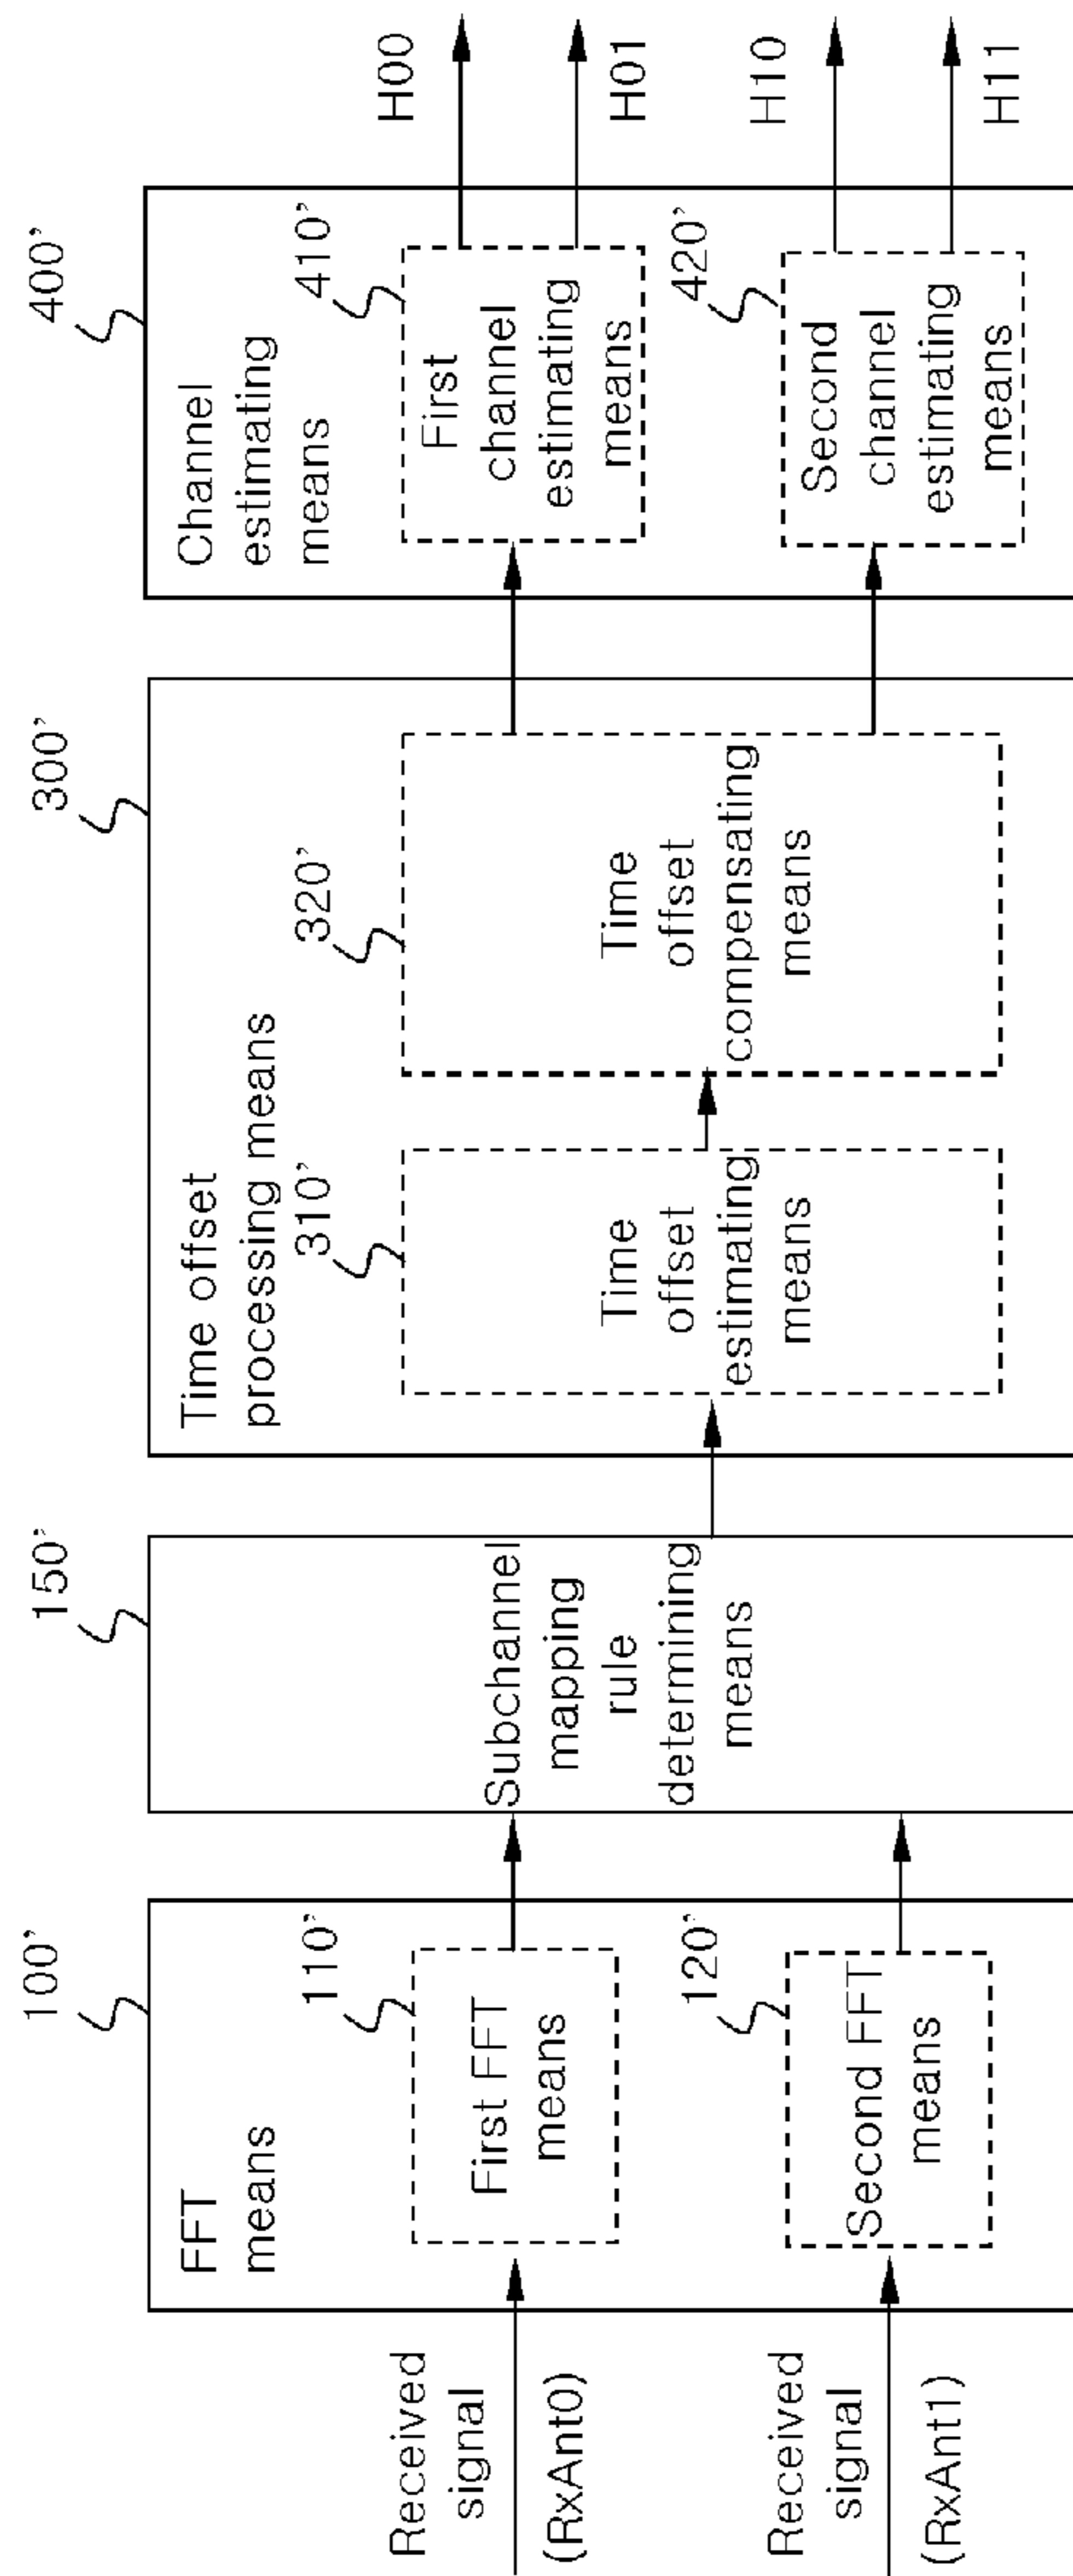 Received
signal
(RxAnt0)
Received
signal
(RxAnt1)
100’
FFT
means
110’
First FFT
means
120’
Second FFT
means
150’
Subchannel
mapping
rule
determining
means
300’
Time offset
processing means
310’
Time
offset
estimating
means
320’
Time
offset
compensating
means
400’
Channel
estimating
means
410’
First
channel
estimating
means
420’
Second
channel
estimating
means
H00
H01
H10
H11